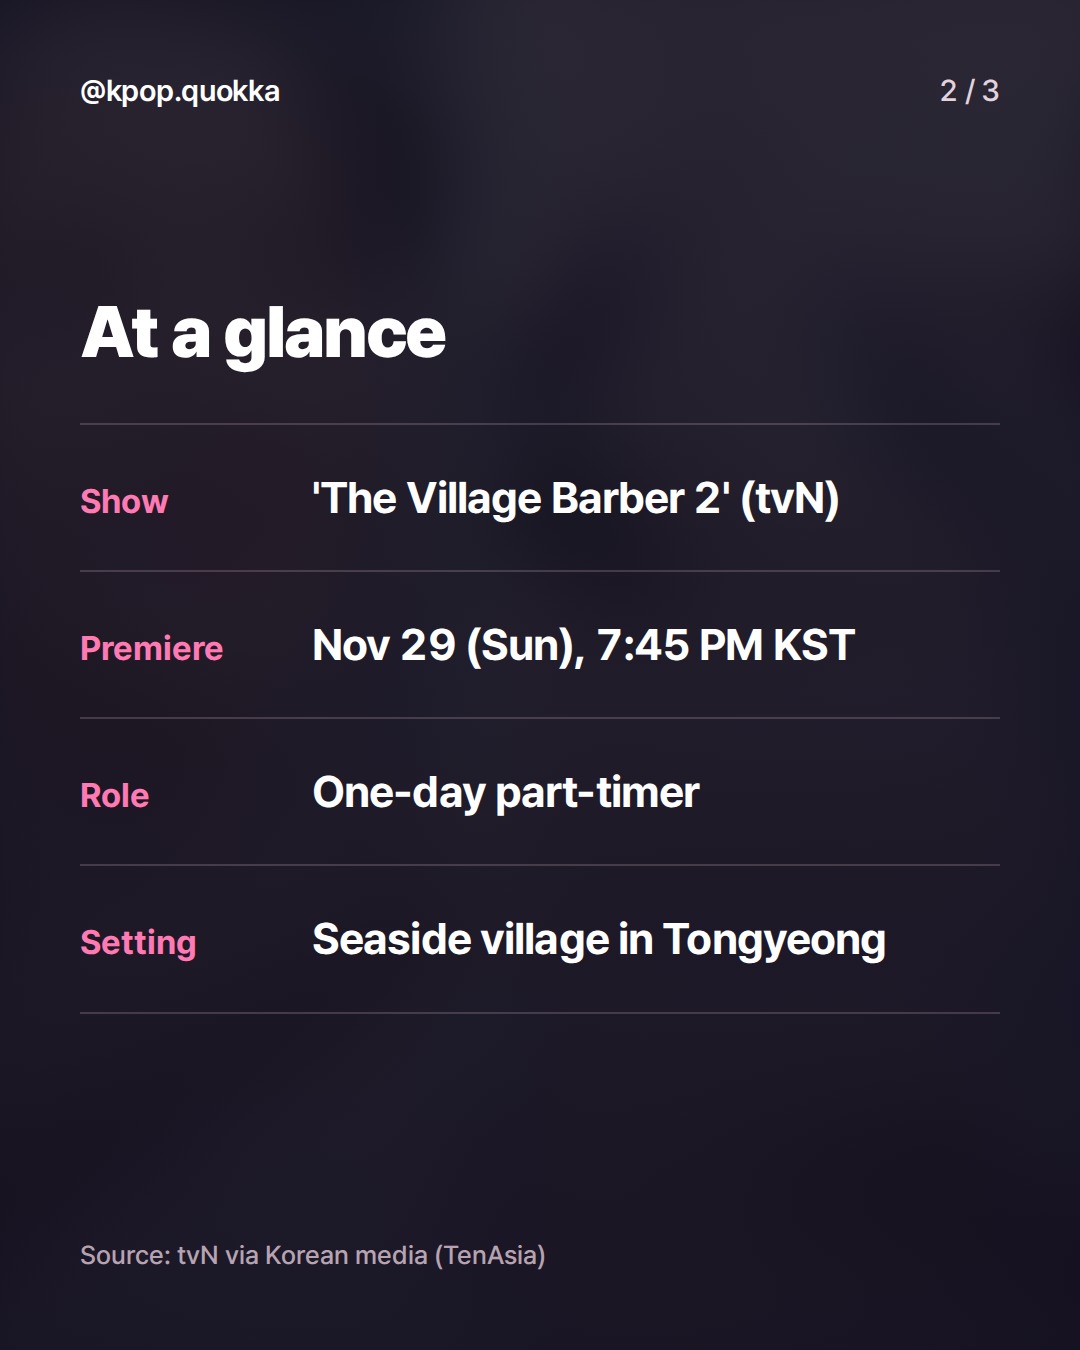 @kpop.quokka
2 / 3
At a glance
Show
'The Village Barber 2' (tvN)
Premiere
Nov 29 (Sun), 7:45 PM KST
Role
One-day part-timer
Setting
Seaside village in Tongyeong
Source: tvN via Korean media (TenAsia)